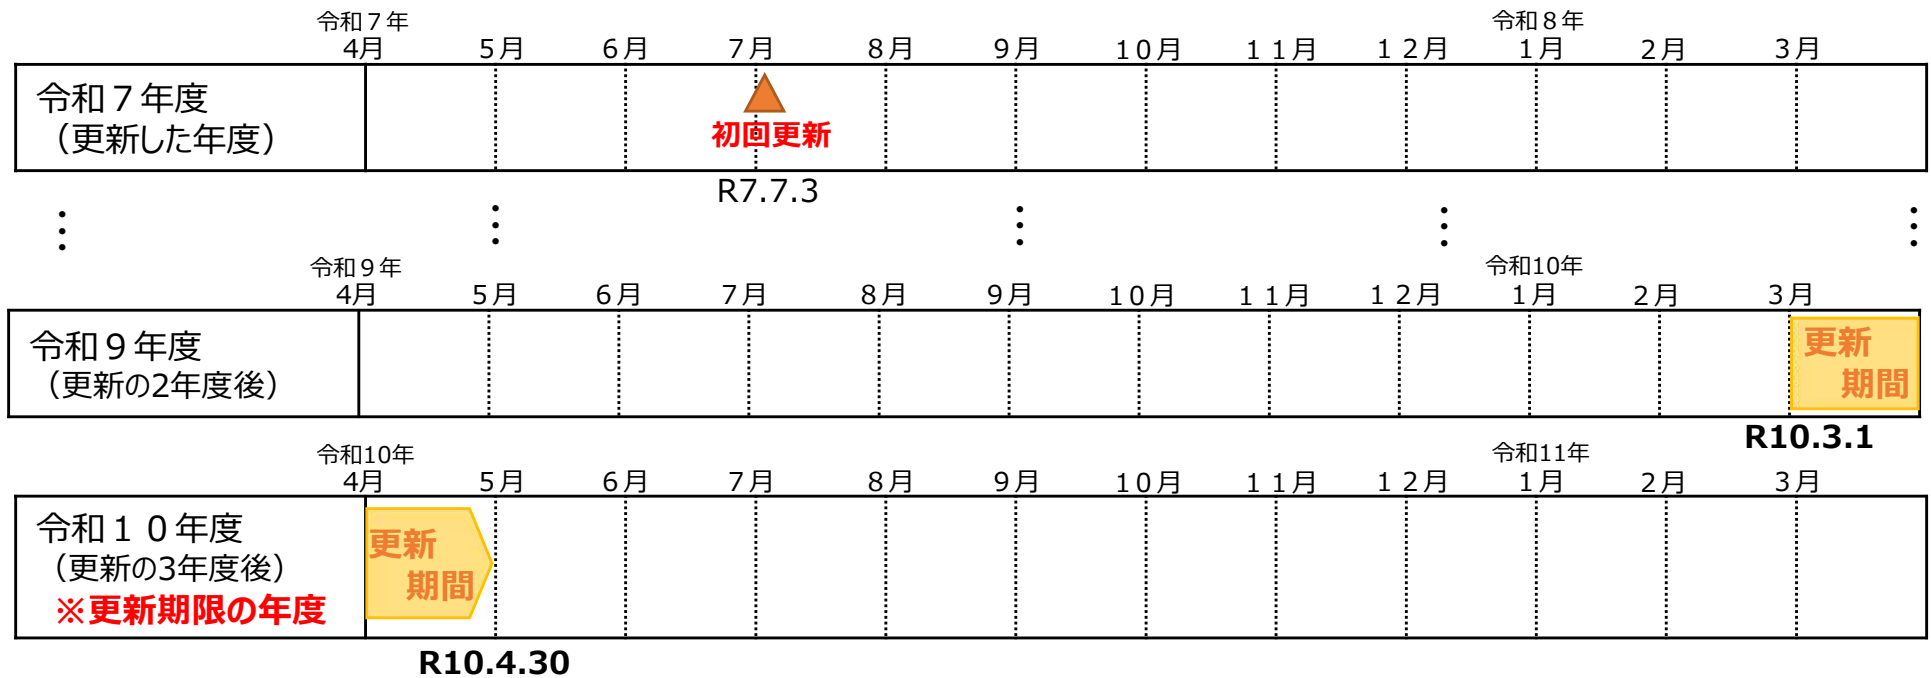 令和７年
4月 5月 6月 7月 8月 9月 10月 11月 12月 令和８年 1月 2月 3月
令和７年度
（更新した年度）
初回更新
R7.7.3
⋮ ⋮ ⋮ ⋮ ⋮
令和９年
4月 5月 6月 7月 8月 9月 10月 11月 12月 令和10年 1月 2月 3月
令和９年度
（更新の2年度後）
更新
期間
R10.3.1
令和10年
4月 5月 6月 7月 8月 9月 10月 11月 12月 令和11年 1月 2月 3月
令和１０年度
（更新の3年度後）
※更新期限の年度
更新
期間
R10.4.30